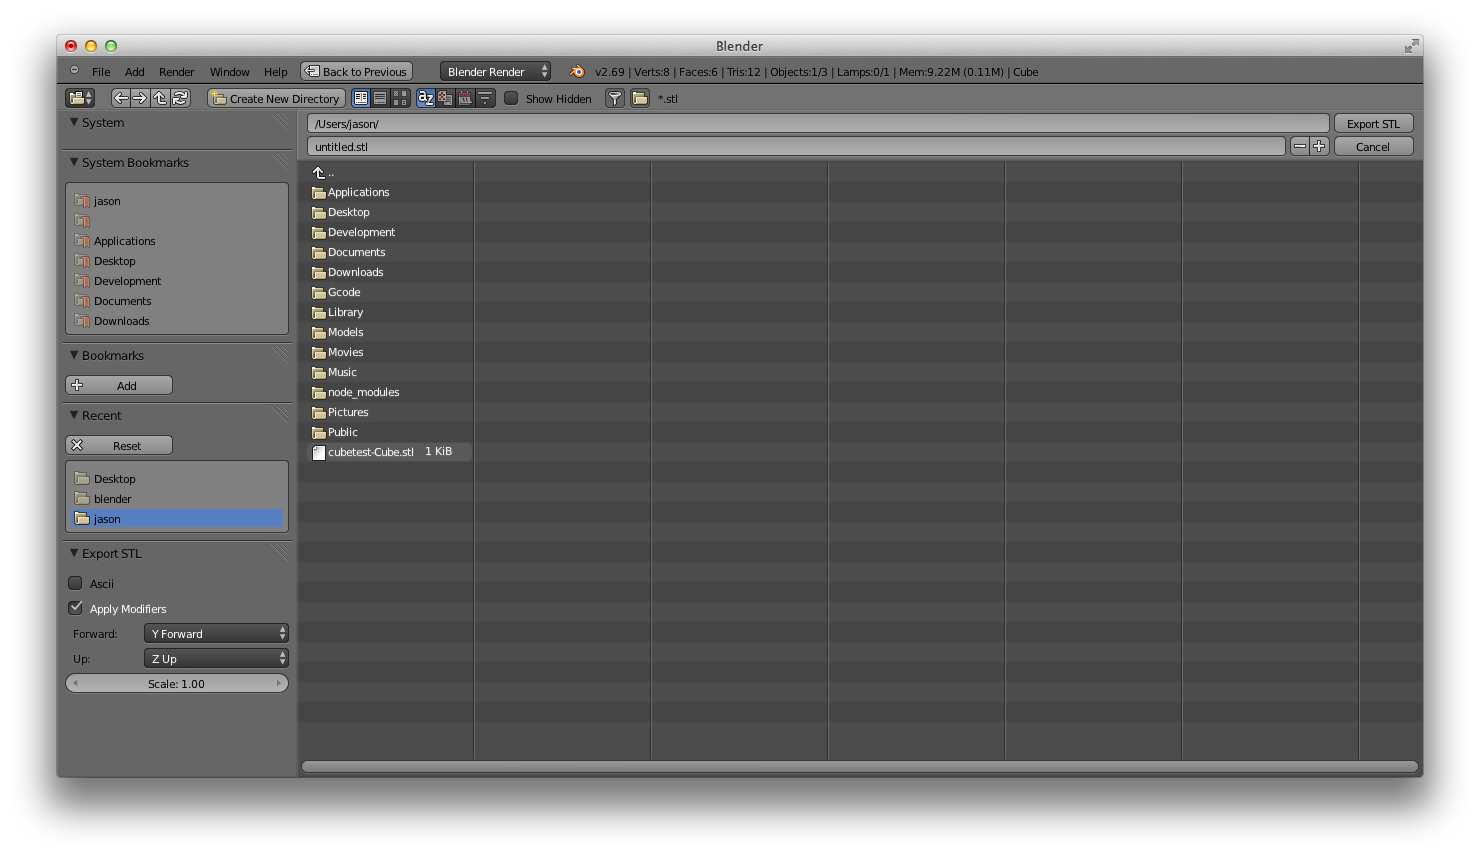 Blender
File Add Render Window Help Back to Previous Blender Render v2.69 | Verts:8 | Faces:6 | Tris:12 | Objects:1/3 | Lamps:0/1 | Mem:9.22M (0.11M) | Cube
Create New Directory az Show Hidden *.stl
System
System Bookmarks
jason
Applications
Desktop
Development
Documents
Downloads
Bookmarks
Add
Recent
Reset
Desktop
blender
jason
Export STL
Ascii
Apply Modifiers
Forward: Y Forward
Up: Z Up
Scale: 1.00
/Users/jason/ Export STL
untitled.stl Cancel
..
Applications
Desktop
Development
Documents
Downloads
Gcode
Library
Models
Movies
Music
node_modules
Pictures
Public
cubetest-Cube.stl 1 KiB